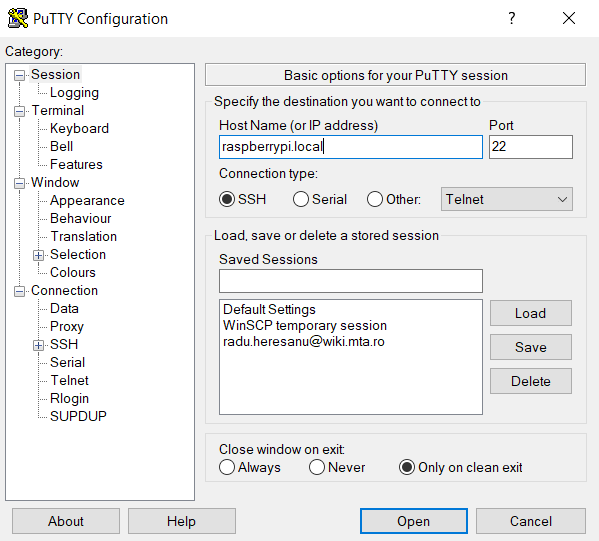 PuTTY Configuration
?
Category:
Session
Logging
Terminal
Keyboard
Bell
Features
Window
Appearance
Behaviour
Translation
Selection
Colours
Connection
Data
Proxy
SSH
Serial
Telnet
Rlogin
SUPDUP
Basic options for your PuTTY session
Specify the destination you want to connect to
Host Name (or IP address) Port
raspberrypi.local 22
Connection type:
SSH Serial Other: Telnet
Load, save or delete a stored session
Saved Sessions
Default Settings
WinSCP temporary session
radu.heresanu@wiki.mta.ro
Load
Save
Delete
Close window on exit:
Always Never Only on clean exit
About Help Open Cancel